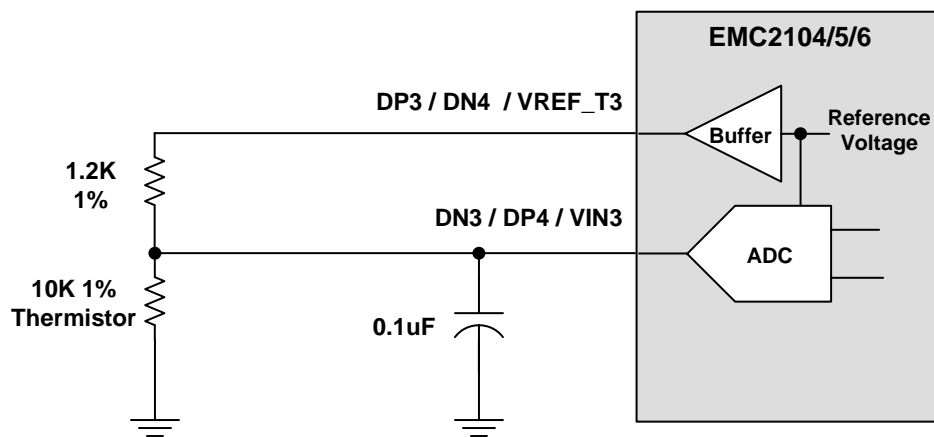 EMC2104/5/6
DP3 / DN4 / VREF_T3
Buffer
Reference
Voltage
1.2K
1%
DN3 / DP4 / VIN3
ADC
10K 1%
Thermistor
0.1uF